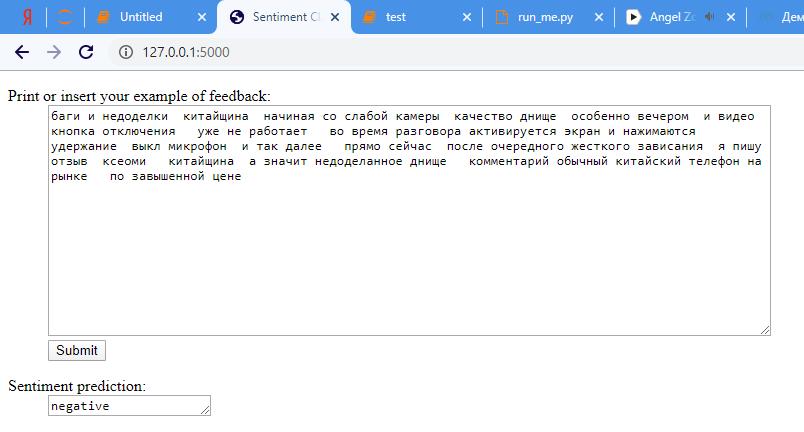 Я
Untitled
Sentiment Cl
test
run_me.py
Angel Zo
Дем
127.0.0.1:5000
Print or insert your example of feedback:
баги и недоделки китайщина начиная со слабой камеры качество днище особенно вечером и видео
кнопка отключения уже не работает во время разговора активируется экран и нажимаются
удержание выкл микрофон и так далее прямо сейчас после очередного жесткого зависания я пишу
отзыв ксеоми китайщина а значит недоделанное днище комментарий обычный китайский телефон на
рынке по завышенной цене
Submit
Sentiment prediction:
negative